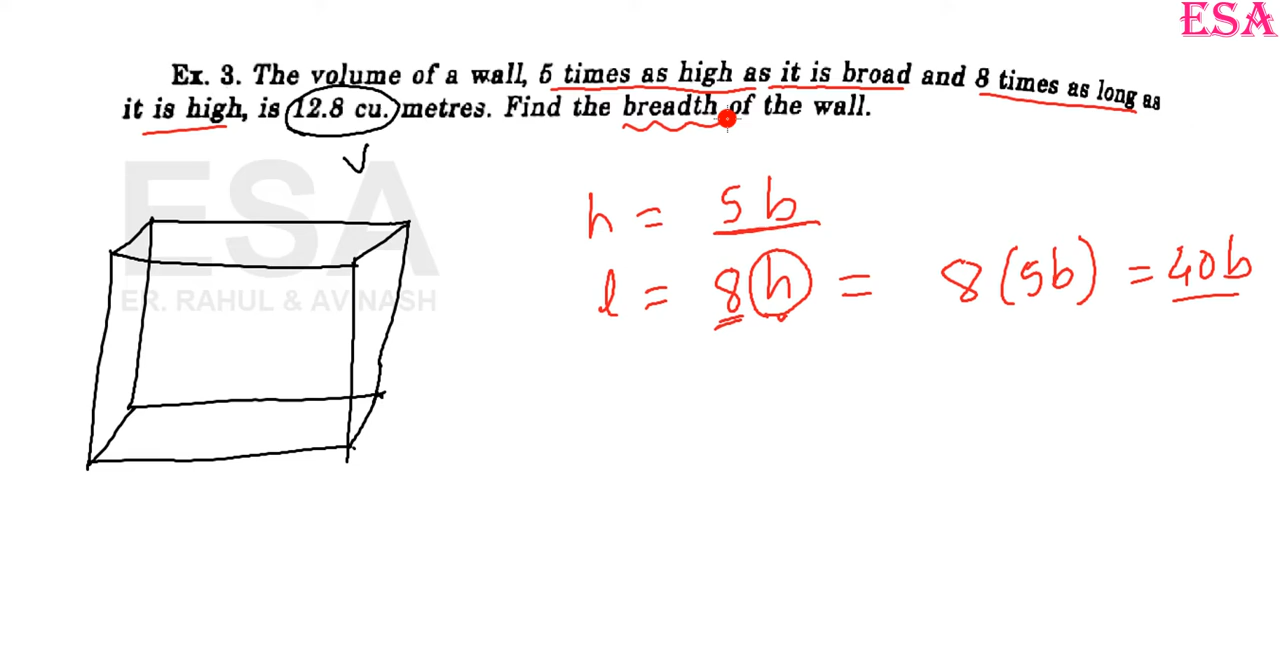 ESA
Ex. 3. The volume of a wall, 5 times as high as it is broad and 8 times as long as
it is high, is 12.8 cu. metres. Find the breadth of the wall.
V
ESA
ER. RAHUL & AVINASH
h = 5b
l = 8(h) = 8(5b) = 40b